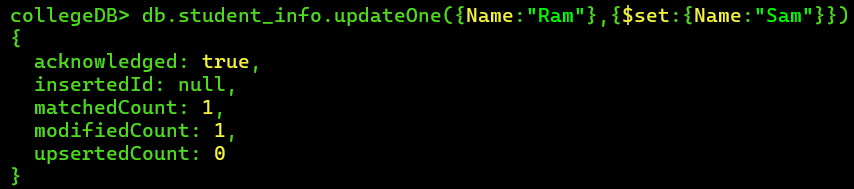 collegeDB> db.student_info.updateOne({Name:"Ram"},{$set:{Name:"Sam"}})
{
  acknowledged: true,
  insertedId: null,
  matchedCount: 1,
  modifiedCount: 1,
  upsertedCount: 0
}